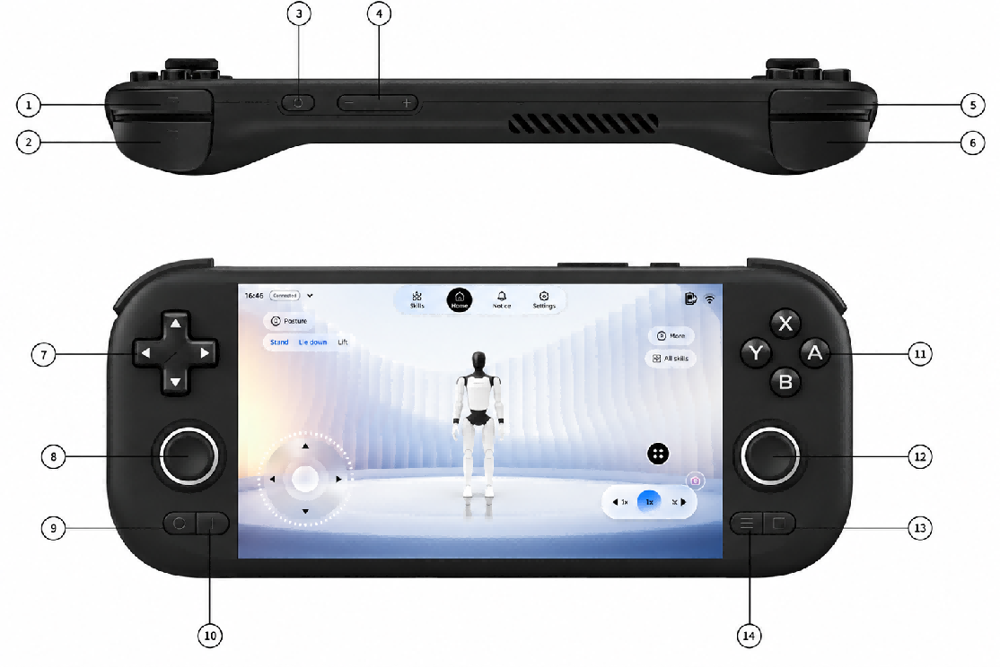 3
4
1
2
5
6
− +
16:46 Connected
Skills
Home
Notice
Settings
Posture
Stand Lie down Lift
More
All skills
X
Y A
B
7
8
9
10
11
12
13
14
1x 1x